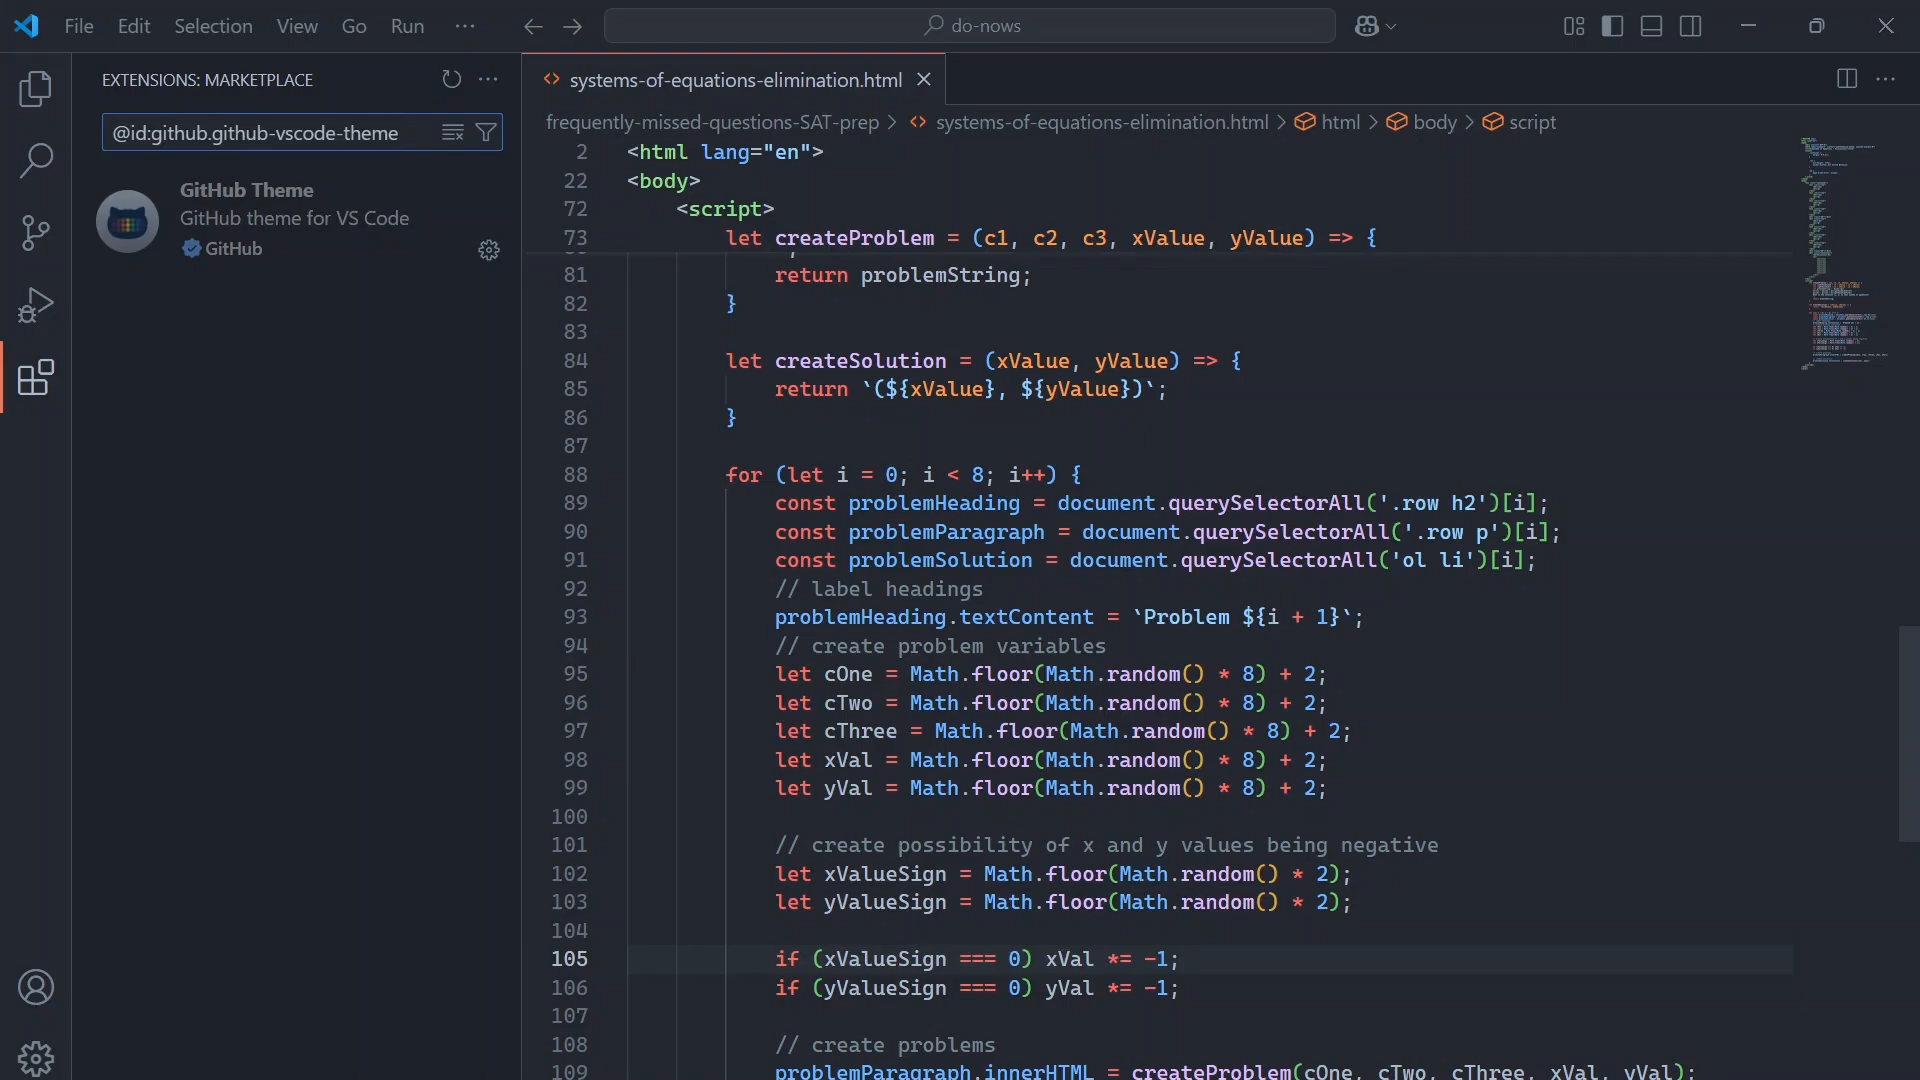 File Edit Selection View Go Run ···
do-nows
EXTENSIONS: MARKETPLACE
@id:github.github-vscode-theme
GitHub Theme
GitHub theme for VS Code
GitHub
systems-of-equations-elimination.html
frequently-missed-questions-SAT-prep > systems-of-equations-elimination.html > html > body > script
2 <html lang="en">
22 <body>
72 <script>
73 let createProblem = (c1, c2, c3, xValue, yValue) => {
81 return problemString;
82 }
83
84 let createSolution = (xValue, yValue) => {
85 return `(${xValue}, ${yValue})`;
86 }
87
88 for (let i = 0; i < 8; i++) {
89 const problemHeading = document.querySelectorAll('.row h2')[i];
90 const problemParagraph = document.querySelectorAll('.row p')[i];
91 const problemSolution = document.querySelectorAll('ol li')[i];
92 // label headings
93 problemHeading.textContent = `Problem ${i + 1}`;
94 // create problem variables
95 let cOne = Math.floor(Math.random() * 8) + 2;
96 let cTwo = Math.floor(Math.random() * 8) + 2;
97 let cThree = Math.floor(Math.random() * 8) + 2;
98 let xVal = Math.floor(Math.random() * 8) + 2;
99 let yVal = Math.floor(Math.random() * 8) + 2;
100
101 // create possibility of x and y values being negative
102 let xValueSign = Math.floor(Math.random() * 2);
103 let yValueSign = Math.floor(Math.random() * 2);
104
105 if (xValueSign === 0) xVal *= -1;
106 if (yValueSign === 0) yVal *= -1;
107
108 // create problems
109 problemParagraph.innerHTML = createProblem(cOne, cTwo, cThree, xVal, yVal);